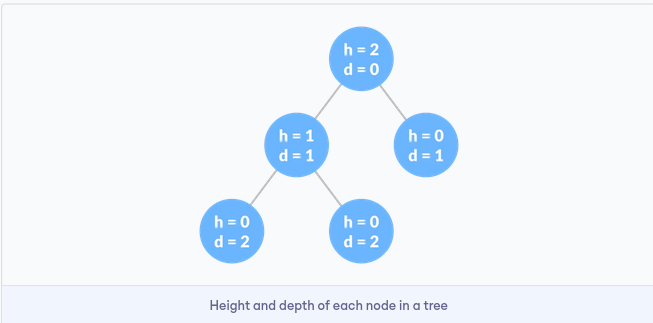 h = 2
d = 0
h = 1
d = 1
h = 0
d = 1
h = 0
d = 2
h = 0
d = 2
Height and depth of each node in a tree